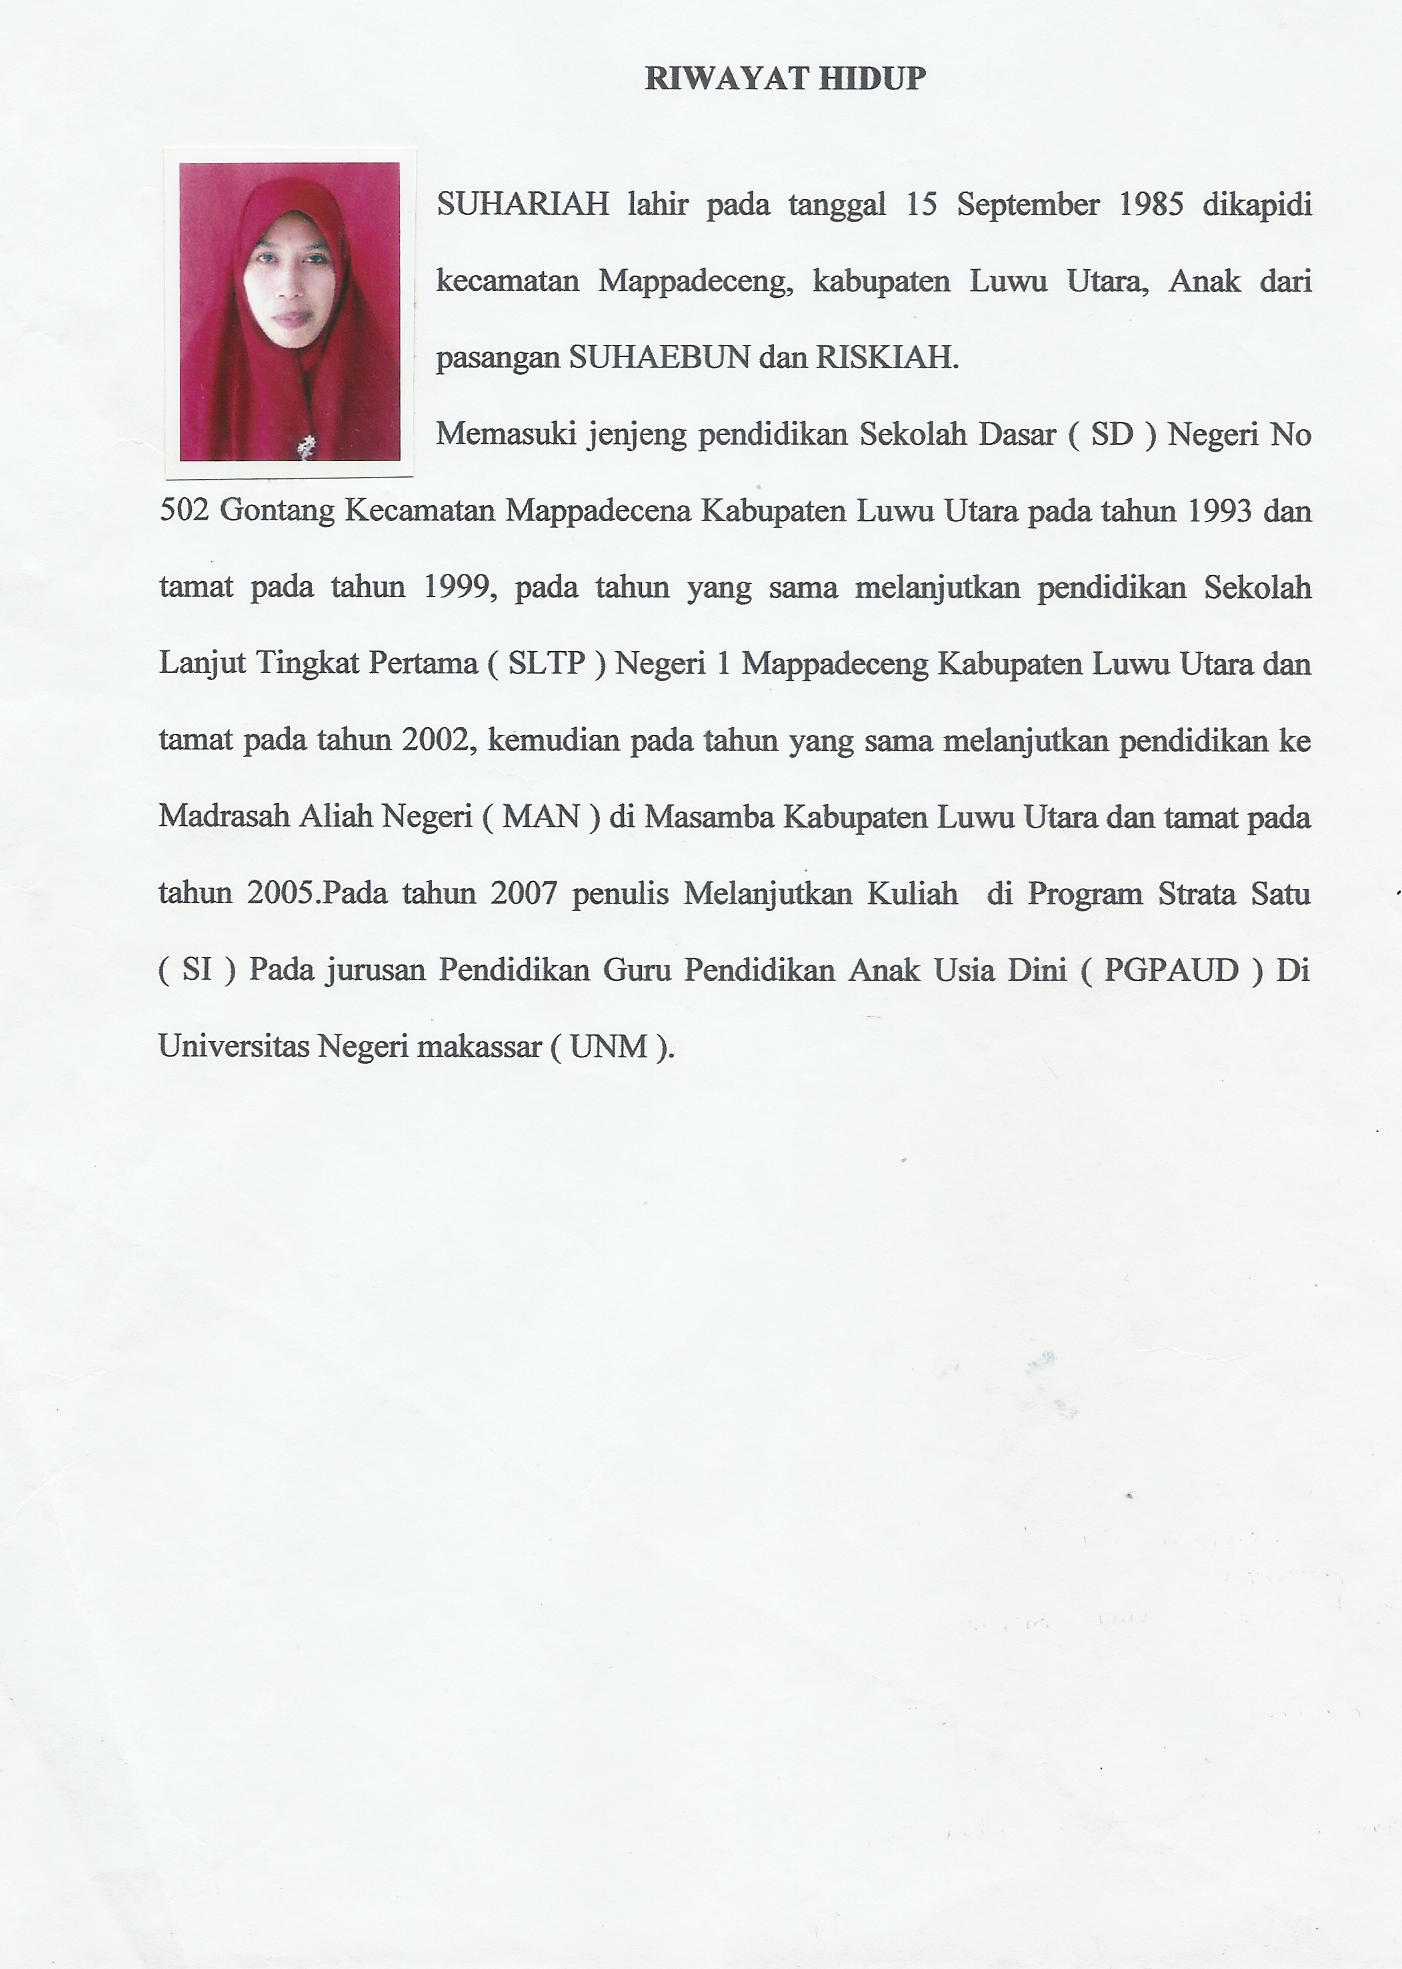 RIWAYAT HIDUP
SUHARIAH lahir pada tanggal 15 September 1985 dikapidi
kecamatan Mappadeceng, kabupaten Luwu Utara, Anak dari
pasangan SUHAEBUN dan RISKIAH.
Memasuki jenjeng pendidikan Sekolah Dasar ( SD ) Negeri No
502 Gontang Kecamatan Mappadecena Kabupaten Luwu Utara pada tahun 1993 dan
tamat pada tahun 1999, pada tahun yang sama melanjutkan pendidikan Sekolah
Lanjut Tingkat Pertama ( SLTP ) Negeri 1 Mappadeceng Kabupaten Luwu Utara dan
tamat pada tahun 2002, kemudian pada tahun yang sama melanjutkan pendidikan ke
Madrasah Aliah Negeri ( MAN ) di Masamba Kabupaten Luwu Utara dan tamat pada
tahun 2005.Pada tahun 2007 penulis Melanjutkan Kuliah di Program Strata Satu
( SI ) Pada jurusan Pendidikan Guru Pendidikan Anak Usia Dini ( PGPAUD ) Di
Universitas Negeri makassar ( UNM ).